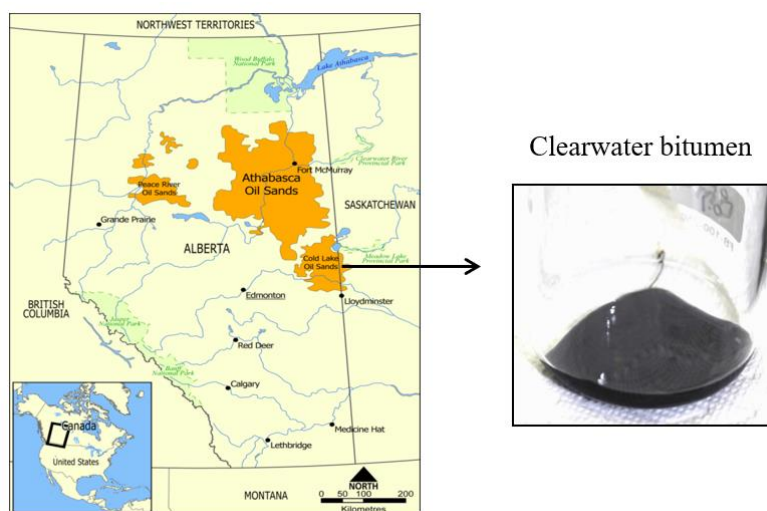 NORTHWEST TERRITORIES
Wood Buffalo
National Park
Lake Athabasca
Clearwater bitumen
Fort McMurray
Clearwater River
Provincial Park
Peace River
Oil Sands
Athabasca
Oil Sands
SASKATCHEWAN
Grande Prairie
ALBERTA
Cold Lake
Oil Sands
Meadow Lake
Provincial Park
BRITISH
COLUMBIA
Edmonton
Lloydminster
Jasper
National Park
Red Deer
Banff
National Park
Calgary
Canada
United States
Medicine Hat
Lethbridge
MONTANA
NORTH
0 50 100 200
Kilometres